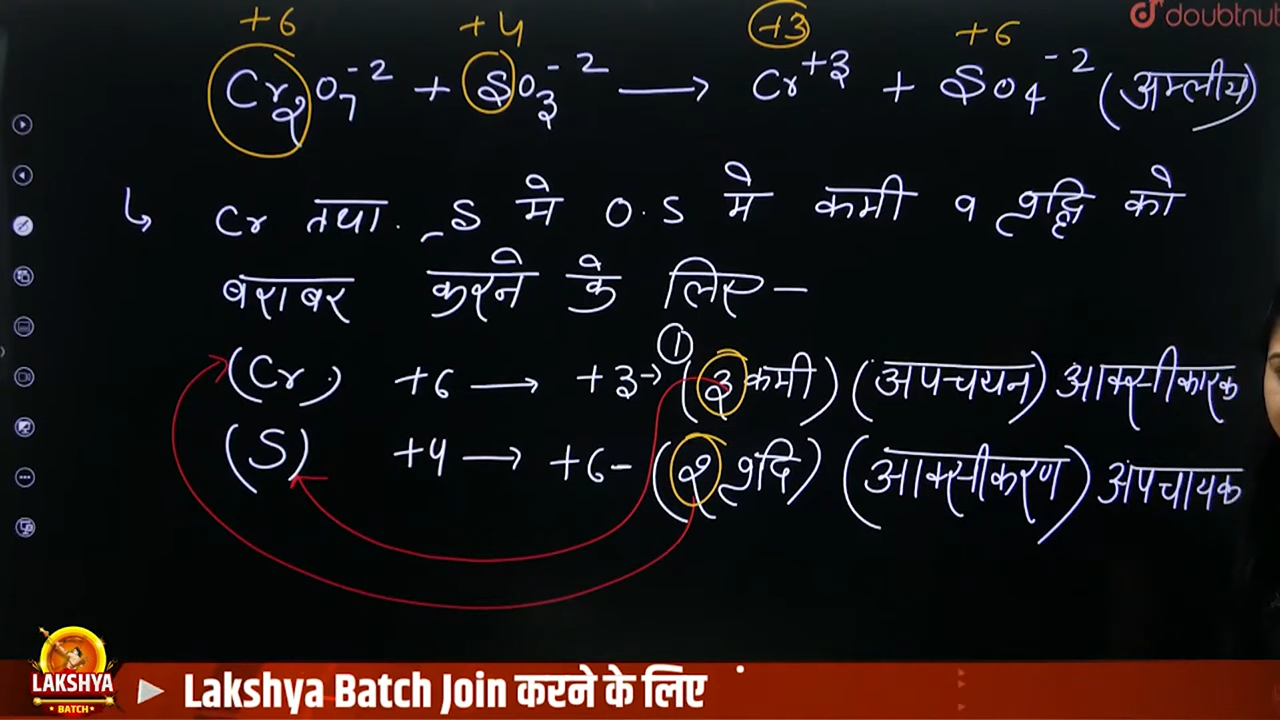 doubtnut
+6 +4 +3 +6
Cr2O7-2 + SO3-2 → Cr+3 + SO4-2 (अम्लीय)
↳ Cr तथा S मे O.S मे कमी व वृद्धि को
बराबर करने के लिए -
①
(Cr) +6 → +3 → (3 कमी) (अपचयन) आक्सीकारक
(S) +4 → +6 - (2 वृद्धि) (आक्सीकरण) अपचायक
LAKSHYA
BATCH
Lakshya Batch Join करने के लिए